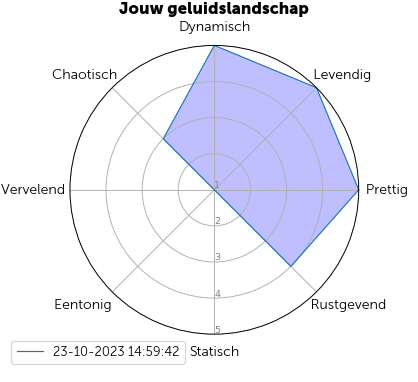 Jouw geluidslandschap
Dynamisch
Chaotisch
Levendig
Vervelend
1
Prettig
2
3
4
Eentonig
Rustgevend
5
23-10-2023 14:59:42
Statisch